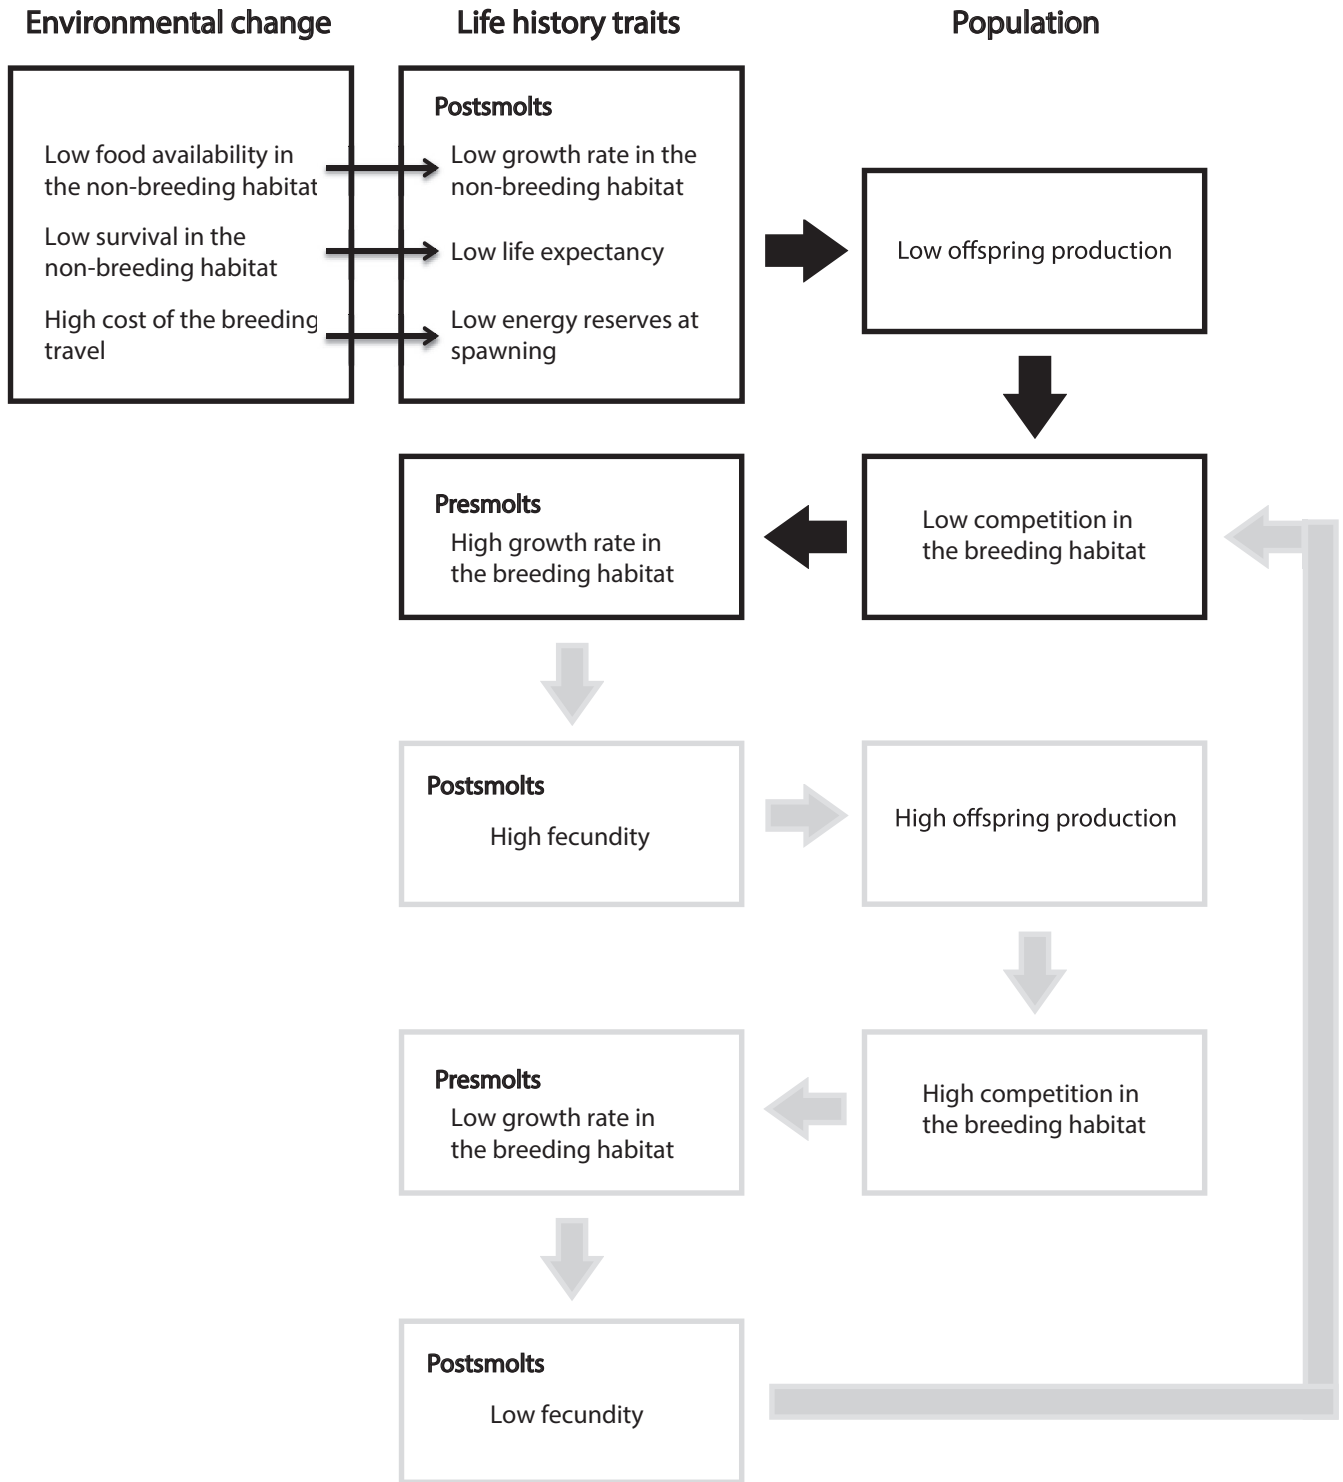 Environmental change
Life history traits
Population
Low food availability in
the non-breeding habitat
Low survival in the
non-breeding habitat
High cost of the breeding
travel
Postsmolts
Low growth rate in the
non-breeding habitat
Low life expectancy
Low energy reserves at
spawning
Low offspring production
Presmolts
High growth rate in
the breeding habitat
Low competition in
the breeding habitat
Postsmolts
High fecundity
High offspring production
Presmolts
Low growth rate in
the breeding habitat
High competition in
the breeding habitat
Postsmolts
Low fecundity